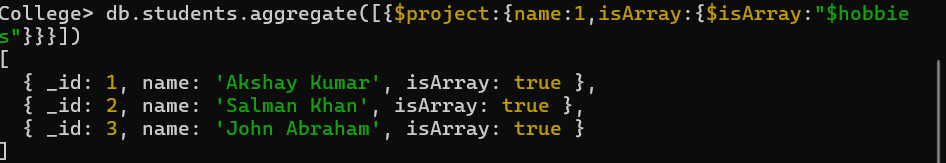 College> db.students.aggregate([{$project:{name:1,isArray:{$isArray:"$hobbie
s"}}}])
[
  { _id: 1, name: 'Akshay Kumar', isArray: true },
  { _id: 2, name: 'Salman Khan', isArray: true },
  { _id: 3, name: 'John Abraham', isArray: true }
]